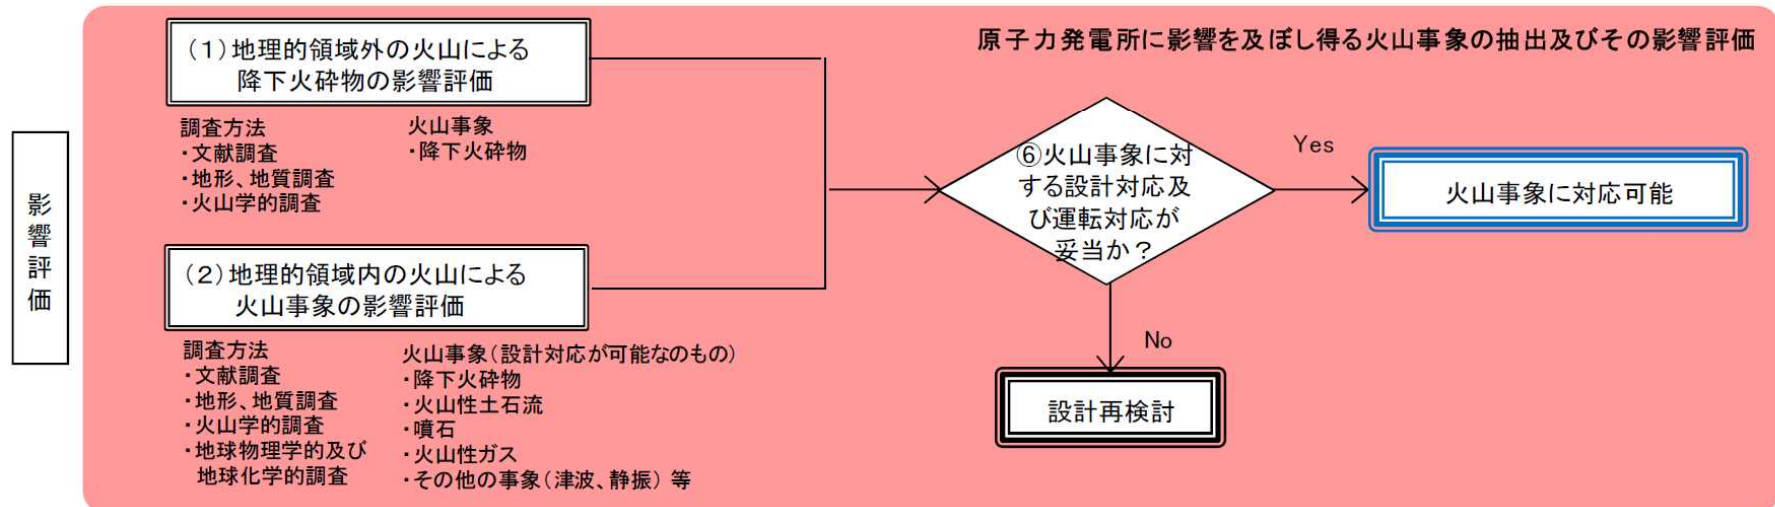 影響評価
原子力発電所に影響を及ぼし得る火山事象の抽出及びその影響評価
(1)地理的領域外の火山による
降下火砕物の影響評価
調査方法
・文献調査
・地形、地質調査
・火山学的調査
火山事象
・降下火砕物
(2)地理的領域内の火山による
火山事象の影響評価
調査方法
・文献調査
・地形、地質調査
・火山学的調査
・地球物理学的及び
地球化学的調査
火山事象(設計対応が可能なのもの)
・降下火砕物
・火山性土石流
・噴石
・火山性ガス
・その他の事象(津波、静振) 等
⑥火山事象に対
する設計対応及
び運転対応が
妥当か?
Yes
火山事象に対応可能
No
設計再検討